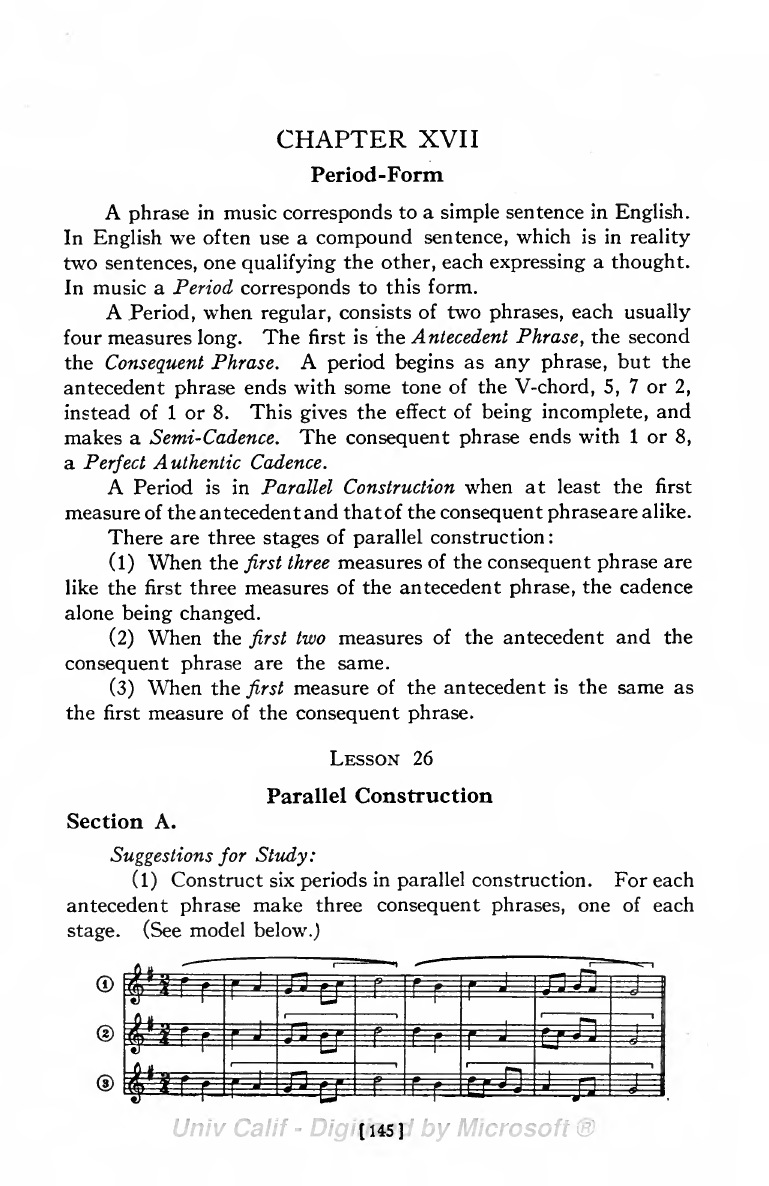 CHAPTER XVII
Period-Form
A phrase in music corresponds to a simple sentence in English.
In English we often use a compound sentence, which is in reality
two sentences, one qualifying the other, each expressing a thought.
In music a Period corresponds to this form.
A Period, when regular, consists of two phrases, each usually
four measures long. The first is the Antecedent Phrase, the second
the Consequent Phrase. A period begins as any phrase, but the
antecedent phrase ends with some tone of the V-chord, 5, 7 or 2,
instead of 1 or 8. This gives the effect of being incomplete, and
makes a Semi-Cadence. The consequent phrase ends with 1 or 8,
a Perfect Authentic Cadence.
A Period is in Parallel Construction when at least the first
measure of the antecedent and that of the consequent phrase are alike.
There are three stages of parallel construction:
(1) When the first three measures of the consequent phrase are
like the first three measures of the antecedent phrase, the cadence
alone being changed.
(2) When the first two measures of the antecedent and the
consequent phrase are the same.
(3) When the first measure of the antecedent is the same as
the first measure of the consequent phrase.
LESSON 26
Parallel Construction
Section A.
Suggestions for Study:
(1) Construct six periods in parallel construction. For each
antecedent phrase make three consequent phrases, one of each
stage. (See model below.)
① 2 4
② 2 4
③ 2 4
Univ Calif - Digitized by Microsoft ®
[145]